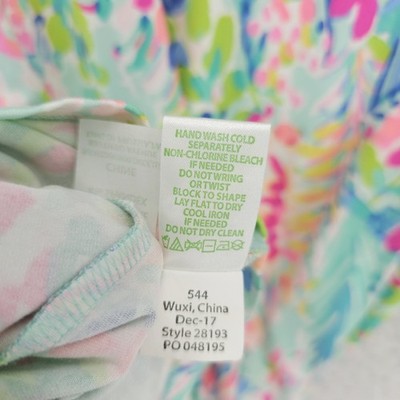 HAND WASH COLD
SEPARATELY
NON-CHLORINE BLEACH
IF NEEDED
DO NOT WRING
OR TWIST
BLOCK TO SHAPE
LAY FLAT TO DRY
COOL IRON
IF NEEDED
DO NOT DRY CLEAN
544
Wuxi, China
Dec-17
Style 28193
PO 048195